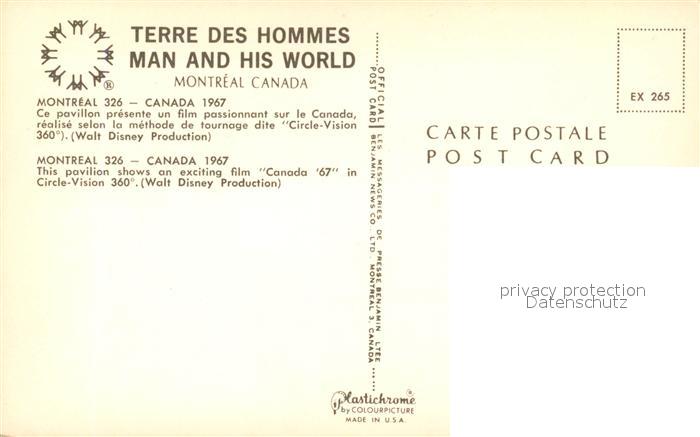 TERRE DES HOMMES
MAN AND HIS WORLD
MONTRÉAL CANADA
®
MONTRÉAL 326 — CANADA 1967
Ce pavillon présente un film passionnant sur le Canada,
réalisé selon la méthode de tournage dite "Circle-Vision
360°). (Walt Disney Production)
MONTREAL 326 — CANADA 1967
This pavilion shows an exciting film "Canada '67" in
Circle-Vision 360°. (Walt Disney Production)
OFFICIAL
POST CARD
LES MESSAGERIES DE PRESSE BENJAMIN LTÉE
BENJAMIN NEWS CO., LTD., MONTREAL 3, CANADA
EX 265
CARTE POSTALE
POST CARD
privacy protection
Datenschutz
Plastichrome®
by COLOURPICTURE
MADE IN U.S.A.